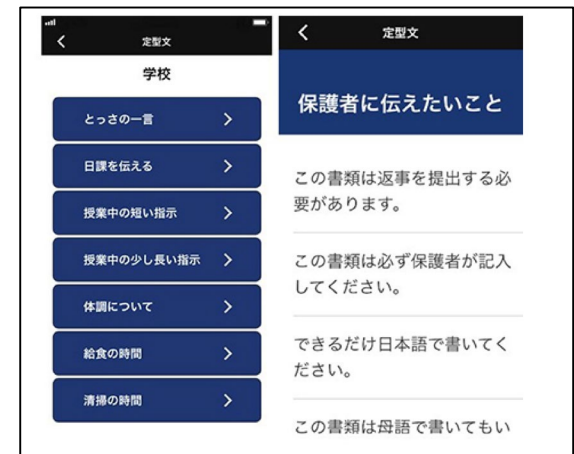 定型文
学校
とっさの一言
日課を伝える
授業中の短い指示
授業中の少し長い指示
体調について
給食の時間
清掃の時間
定型文
保護者に伝えたいこと
この書類は返事を提出する必
要があります。
この書類は必ず保護者が記入
してください。
できるだけ日本語で書いてく
ださい。
この書類は母語で書いてもい